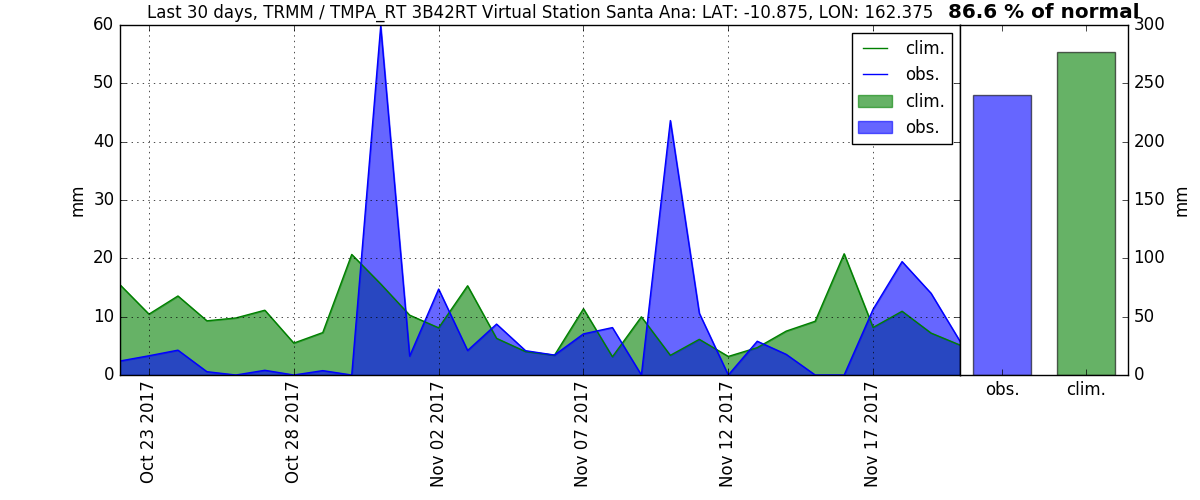 Last 30 days, TRMM / TMPA_RT 3B42RT Virtual Station Santa Ana: LAT: -10.875, LON: 162.375
86.6 % of normal
60
50
40
30
20
10
0
mm
clim.
obs.
clim.
obs.
300
250
200
150
100
50
0
mm
obs.
clim.
Oct 23 2017
Oct 28 2017
Nov 02 2017
Nov 07 2017
Nov 12 2017
Nov 17 2017